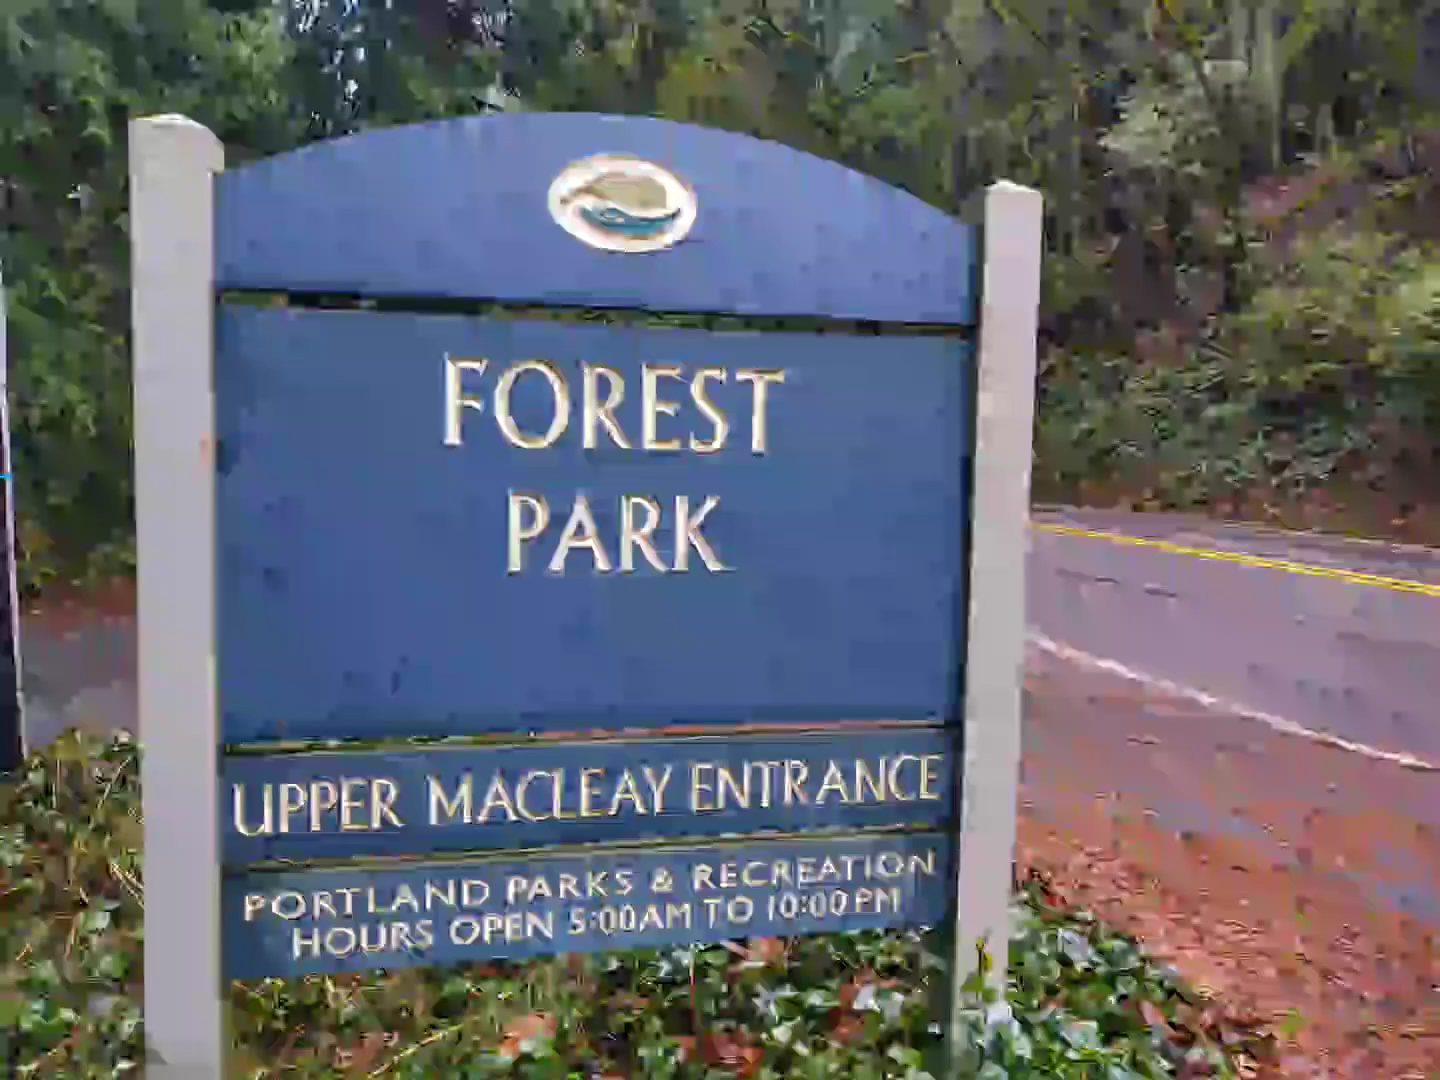 FOREST
PARK
UPPER MACLEAY ENTRANCE
PORTLAND PARKS & RECREATION
HOURS OPEN 5:00AM TO 10:00PM